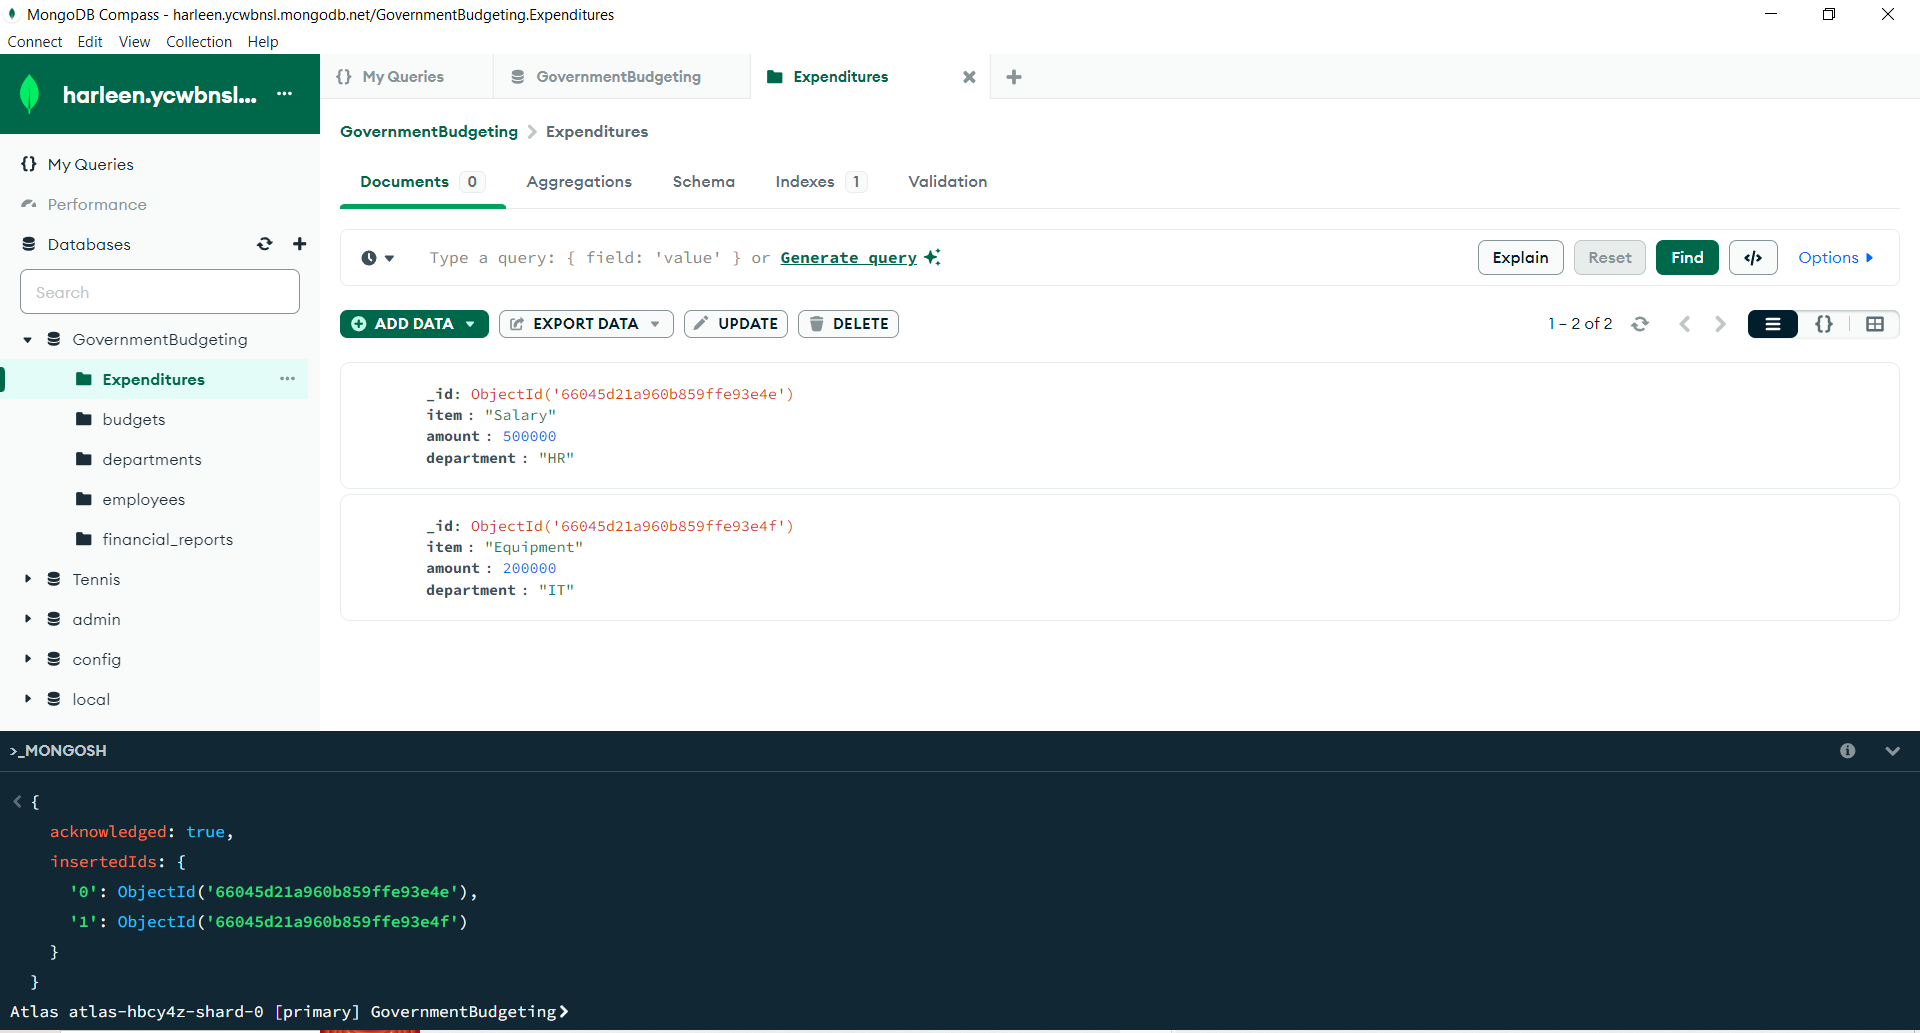 MongoDB Compass - harleen.ycwbnsl.mongodb.net/GovernmentBudgeting.Expenditures
Connect Edit View Collection Help
harleen.ycwbnsl... ...
My Queries
Performance
Databases
Search
GovernmentBudgeting
Expenditures ...
budgets
departments
employees
financial_reports
Tennis
admin
config
local
{} My Queries
GovernmentBudgeting
Expenditures
GovernmentBudgeting > Expenditures
Documents 0 Aggregations Schema Indexes 1 Validation
Type a query: { field: 'value' } or Generate query
Explain Reset Find </> Options
ADD DATA EXPORT DATA UPDATE DELETE
1 – 2 of 2 {}
_id: ObjectId('66045d21a960b859ffe93e4e')
item : "Salary"
amount : 500000
department : "HR"
_id: ObjectId('66045d21a960b859ffe93e4f')
item : "Equipment"
amount : 200000
department : "IT"
>_MONGOSH
< {
acknowledged: true,
insertedIds: {
'0': ObjectId('66045d21a960b859ffe93e4e'),
'1': ObjectId('66045d21a960b859ffe93e4f')
}
}
Atlas atlas-hbcy4z-shard-0 [primary] GovernmentBudgeting>